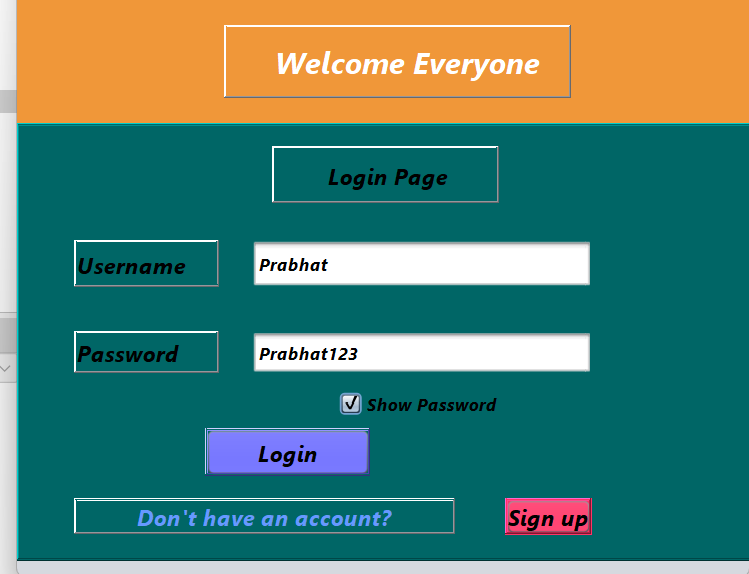 Welcome Everyone
Login Page
Username
Prabhat
Password
Prabhat123
Show Password
Login
Don't have an account?
Sign up